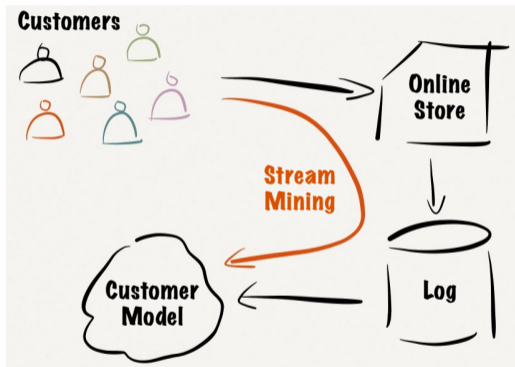 Customers
Online
Store
Stream
Mining
Customer
Model
Log